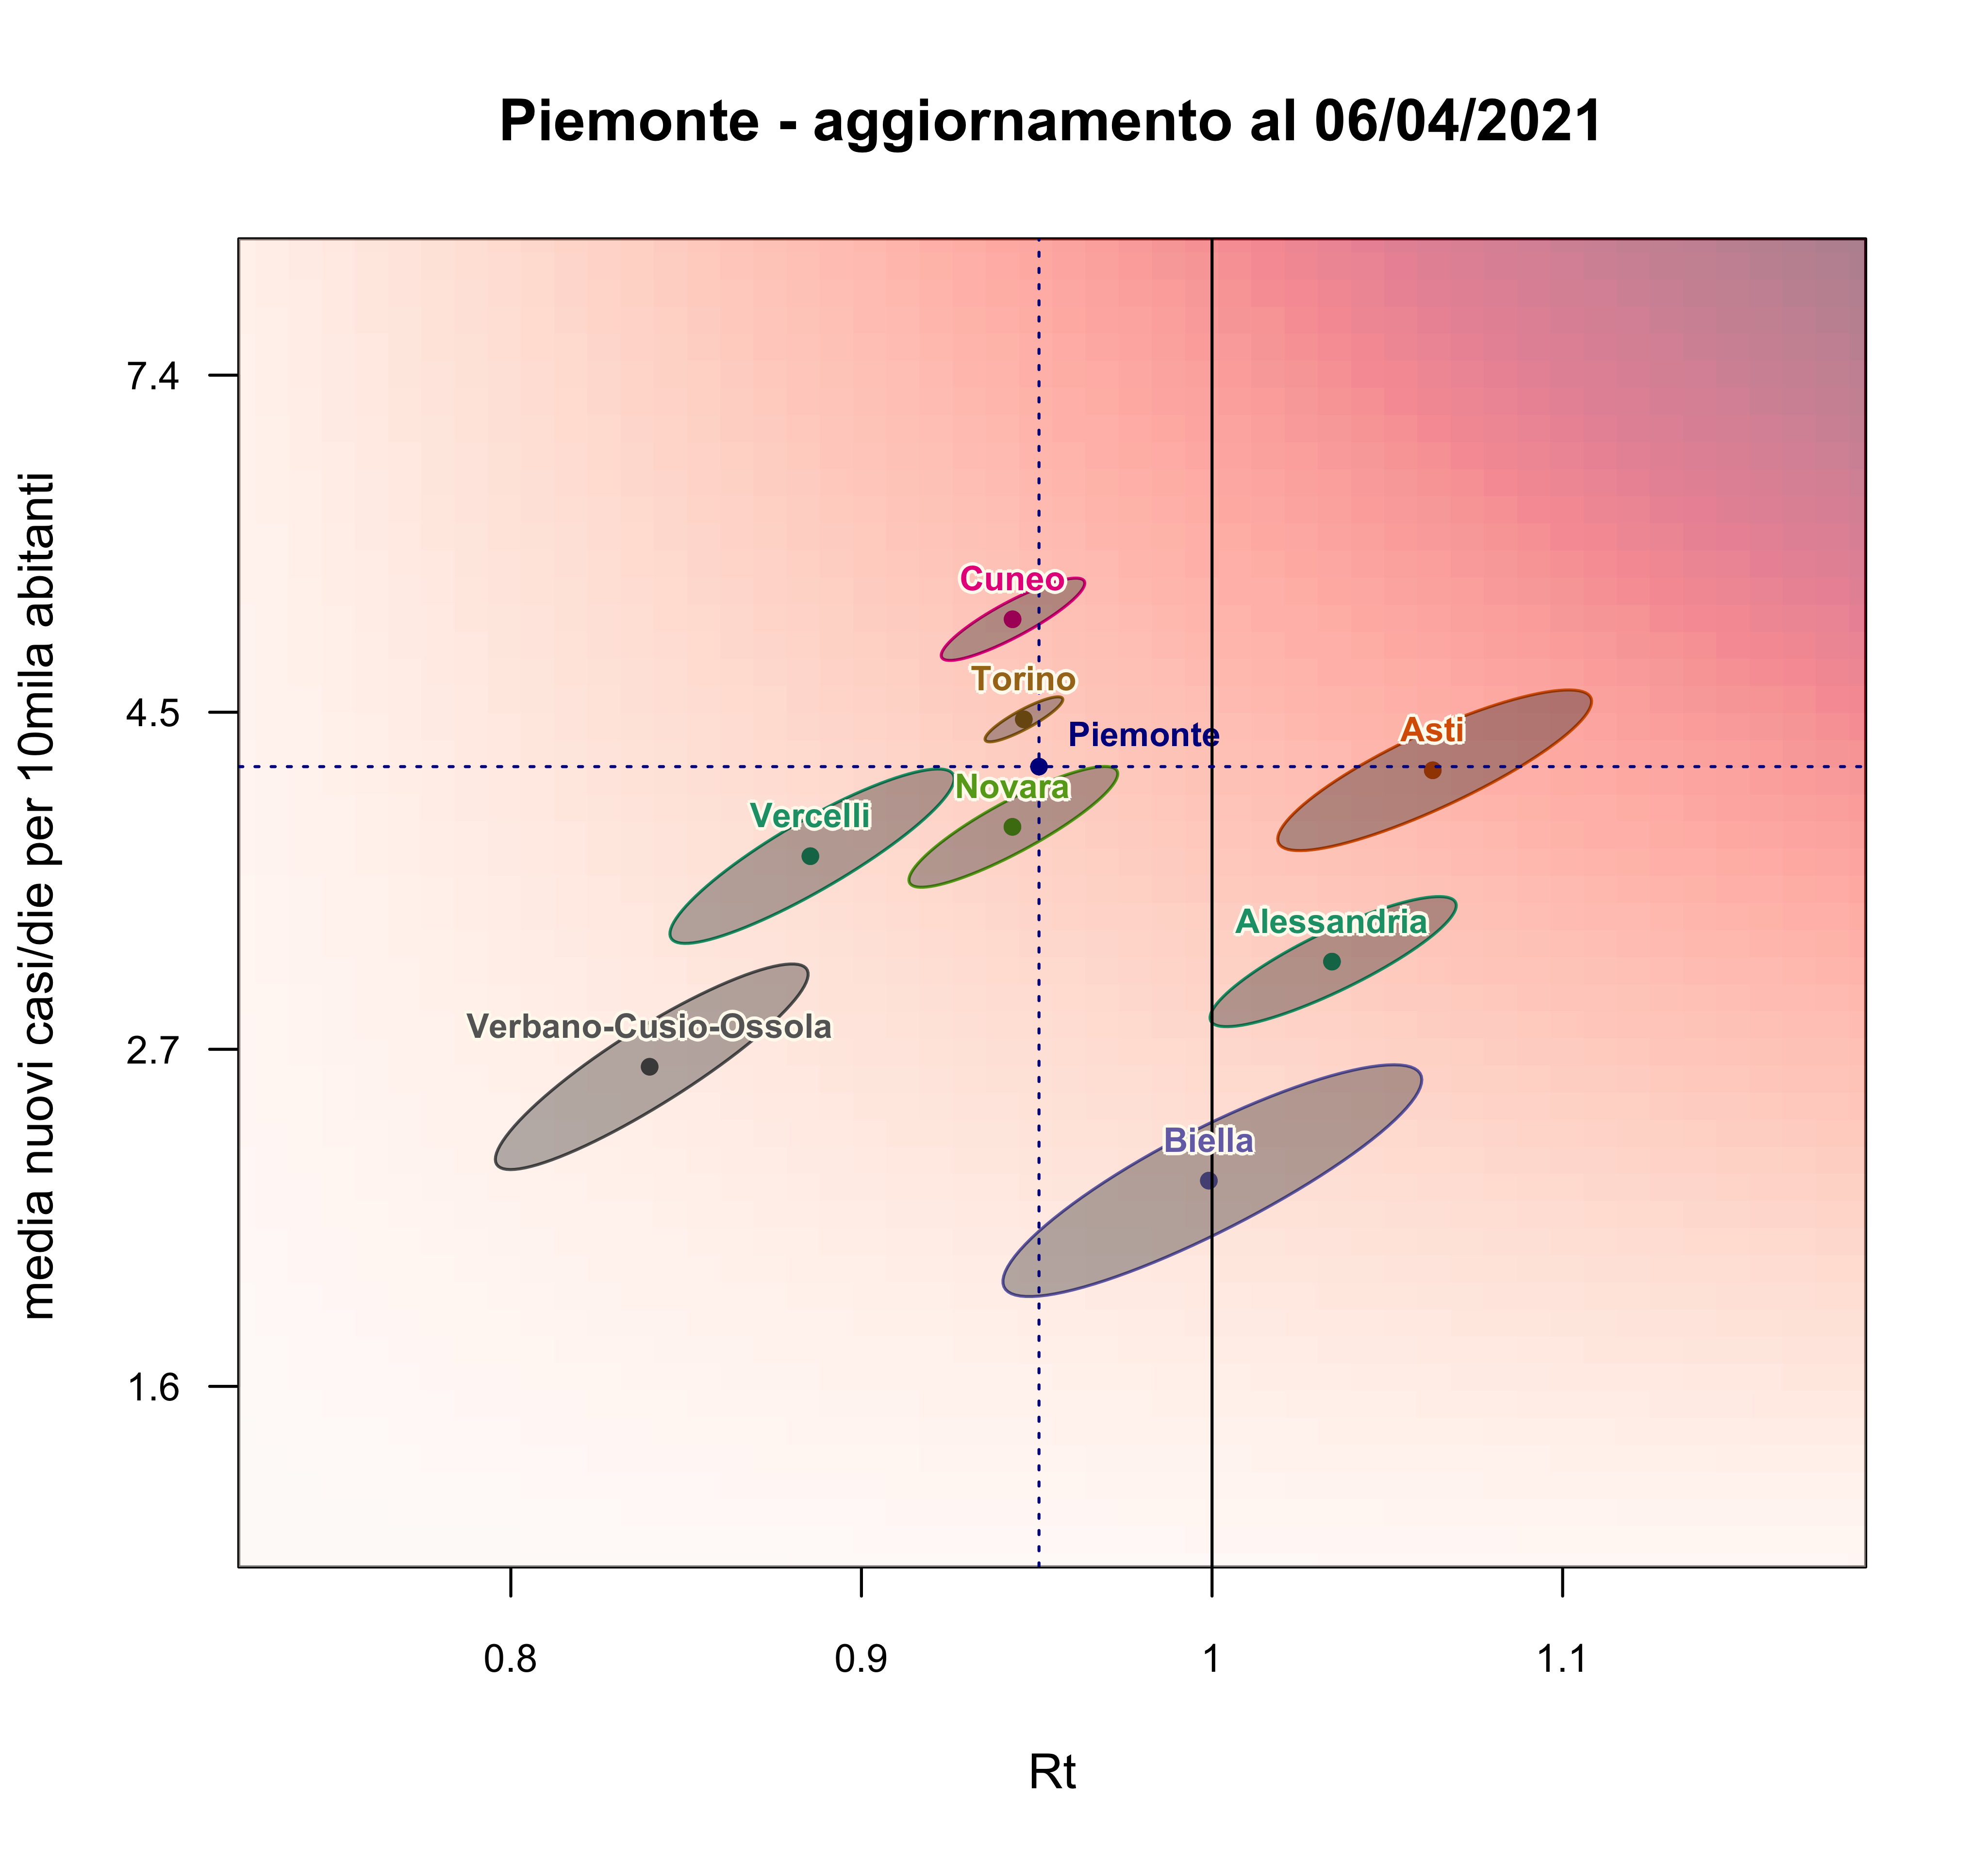 Piemonte - aggiornamento al 06/04/2021
media nuovi casi/die per 10mila abitanti
7.4
4.5
2.7
1.6
Cuneo
Torino
Piemonte
Asti
Novara
Vercelli
Alessandria
Verbano-Cusio-Ossola
Biella
0.8
0.9
1
1.1
Rt